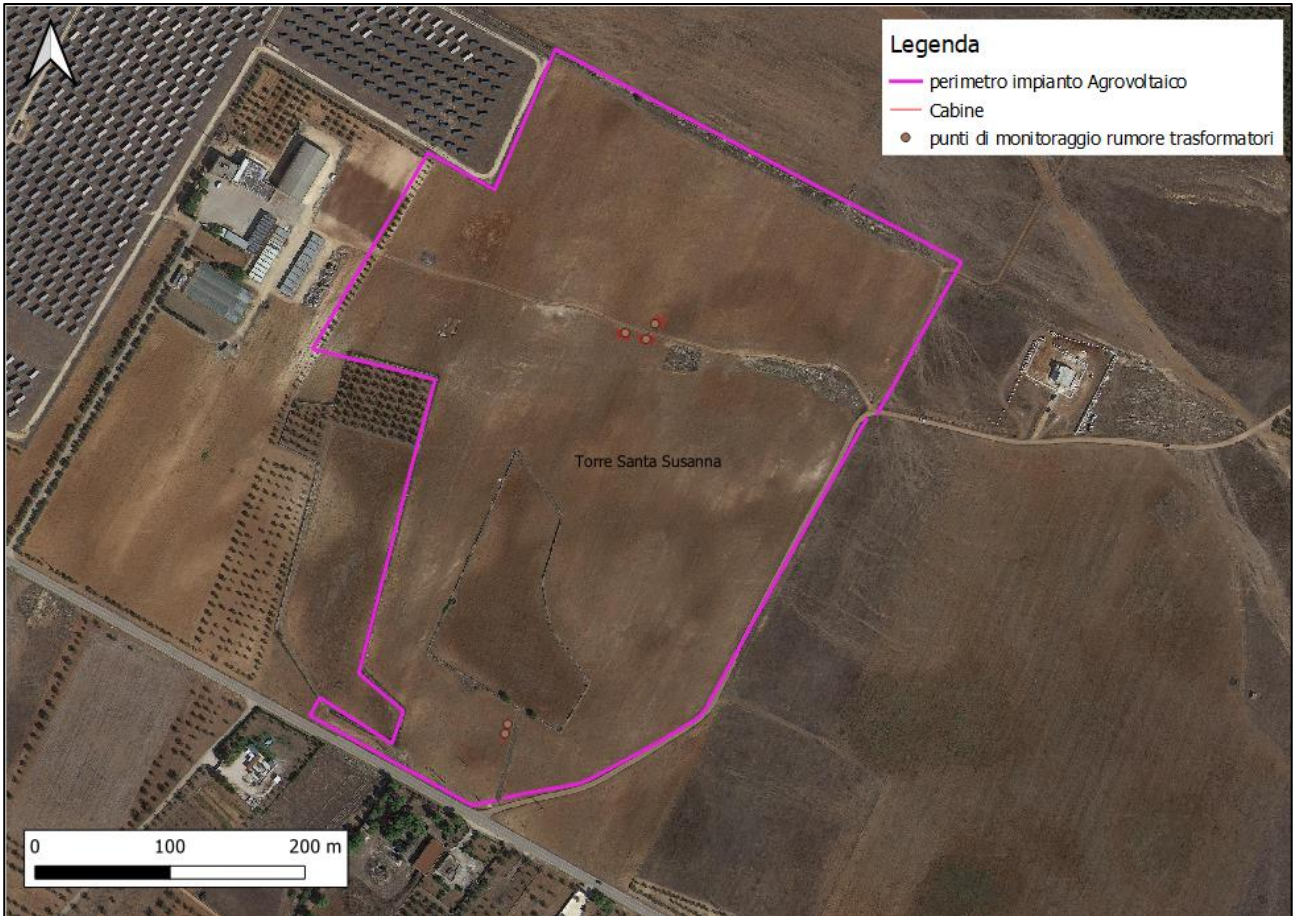 Legenda
perimetro impianto Agrovoltaico
Cabine
punti di monitoraggio rumore trasformatori
Torre Santa Susanna
0 100 200 m